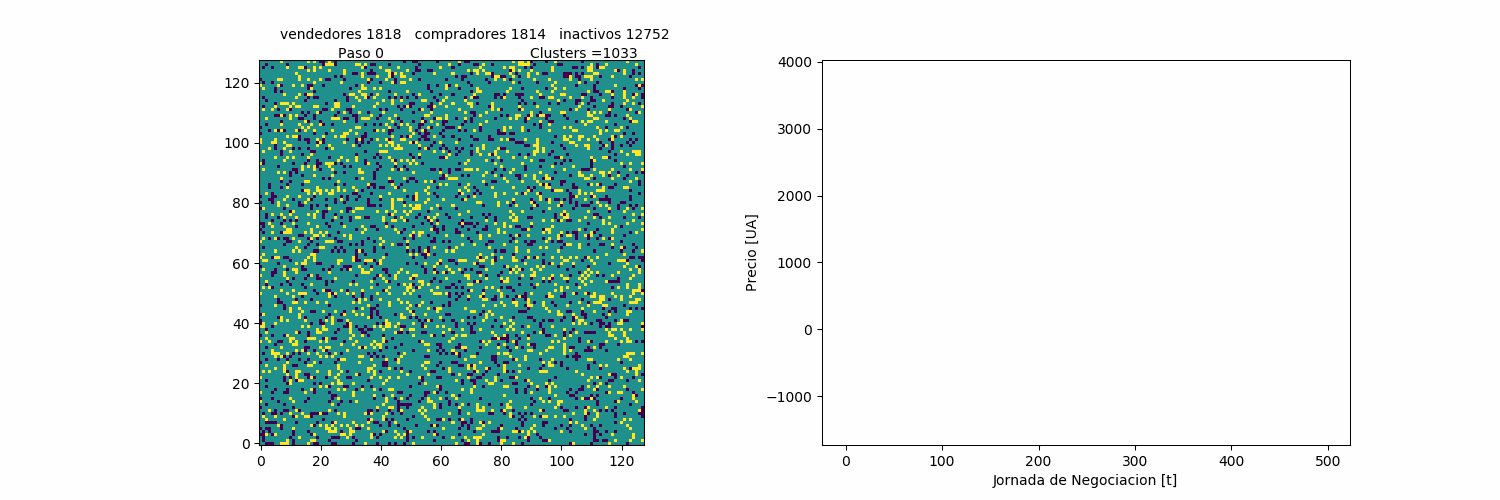 vendedores 1818 compradores 1814 inactivos 12752
Paso 0 Clusters =1033
120
100
80
60
40
20
0
0 20 40 60 80 100 120
4000
3000
2000
1000
0
−1000
Precio [UA]
0 100 200 300 400 500
Jornada de Negociacion [t]